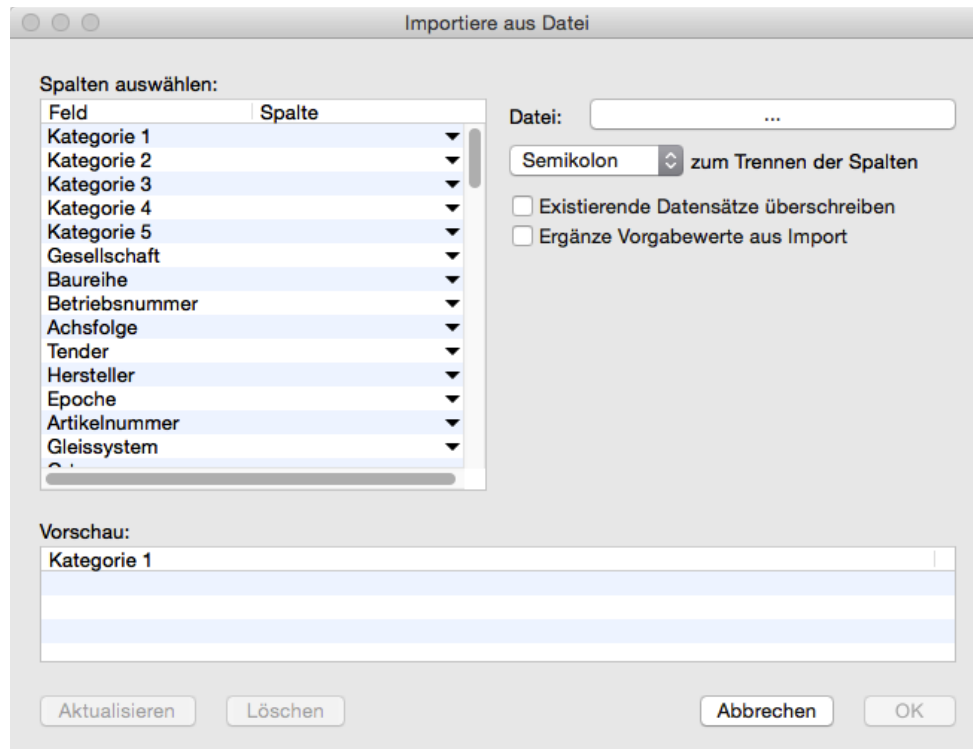 Importiere aus Datei
Spalten auswählen:
Feld Spalte
Kategorie 1
Kategorie 2
Kategorie 3
Kategorie 4
Kategorie 5
Gesellschaft
Baureihe
Betriebsnummer
Achsfolge
Tender
Hersteller
Epoche
Artikelnummer
Gleissystem
Datei: ...
Semikolon zum Trennen der Spalten
Existierende Datensätze überschreiben
Ergänze Vorgabewerte aus Import
Vorschau:
Kategorie 1
Aktualisieren Löschen Abbrechen OK